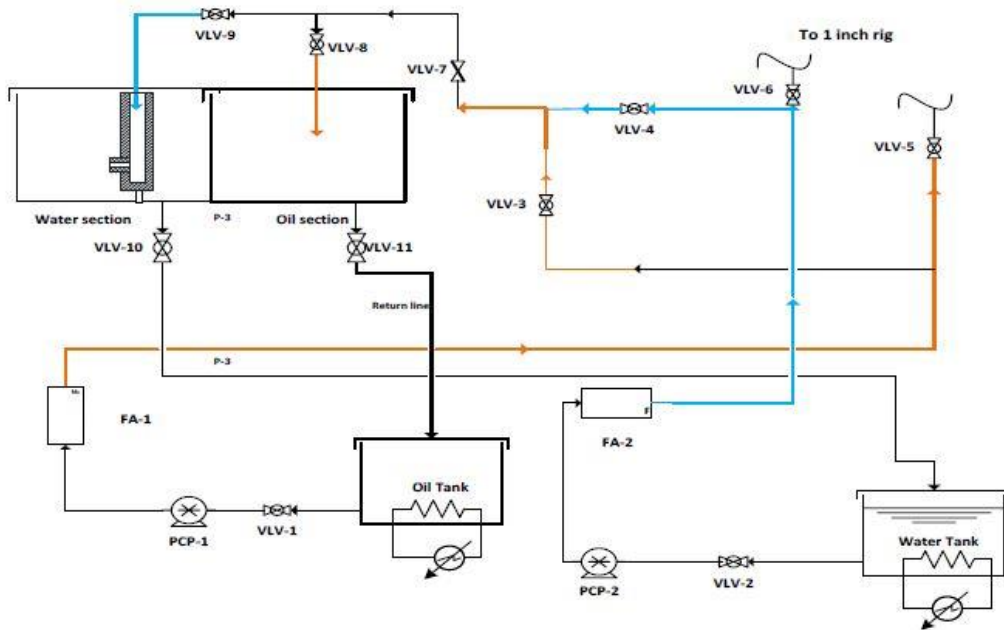 VLV-9
VLV-8
To 1 inch rig
VLV-7
VLV-6
VLV-4
VLV-5
VLV-3
Water section
P-3
Oil section
VLV-10
VLV-11
Return line
P-3
FA-1
F
FA-2
Oil Tank
Water Tank
PCP-1
VLV-1
PCP-2
VLV-2